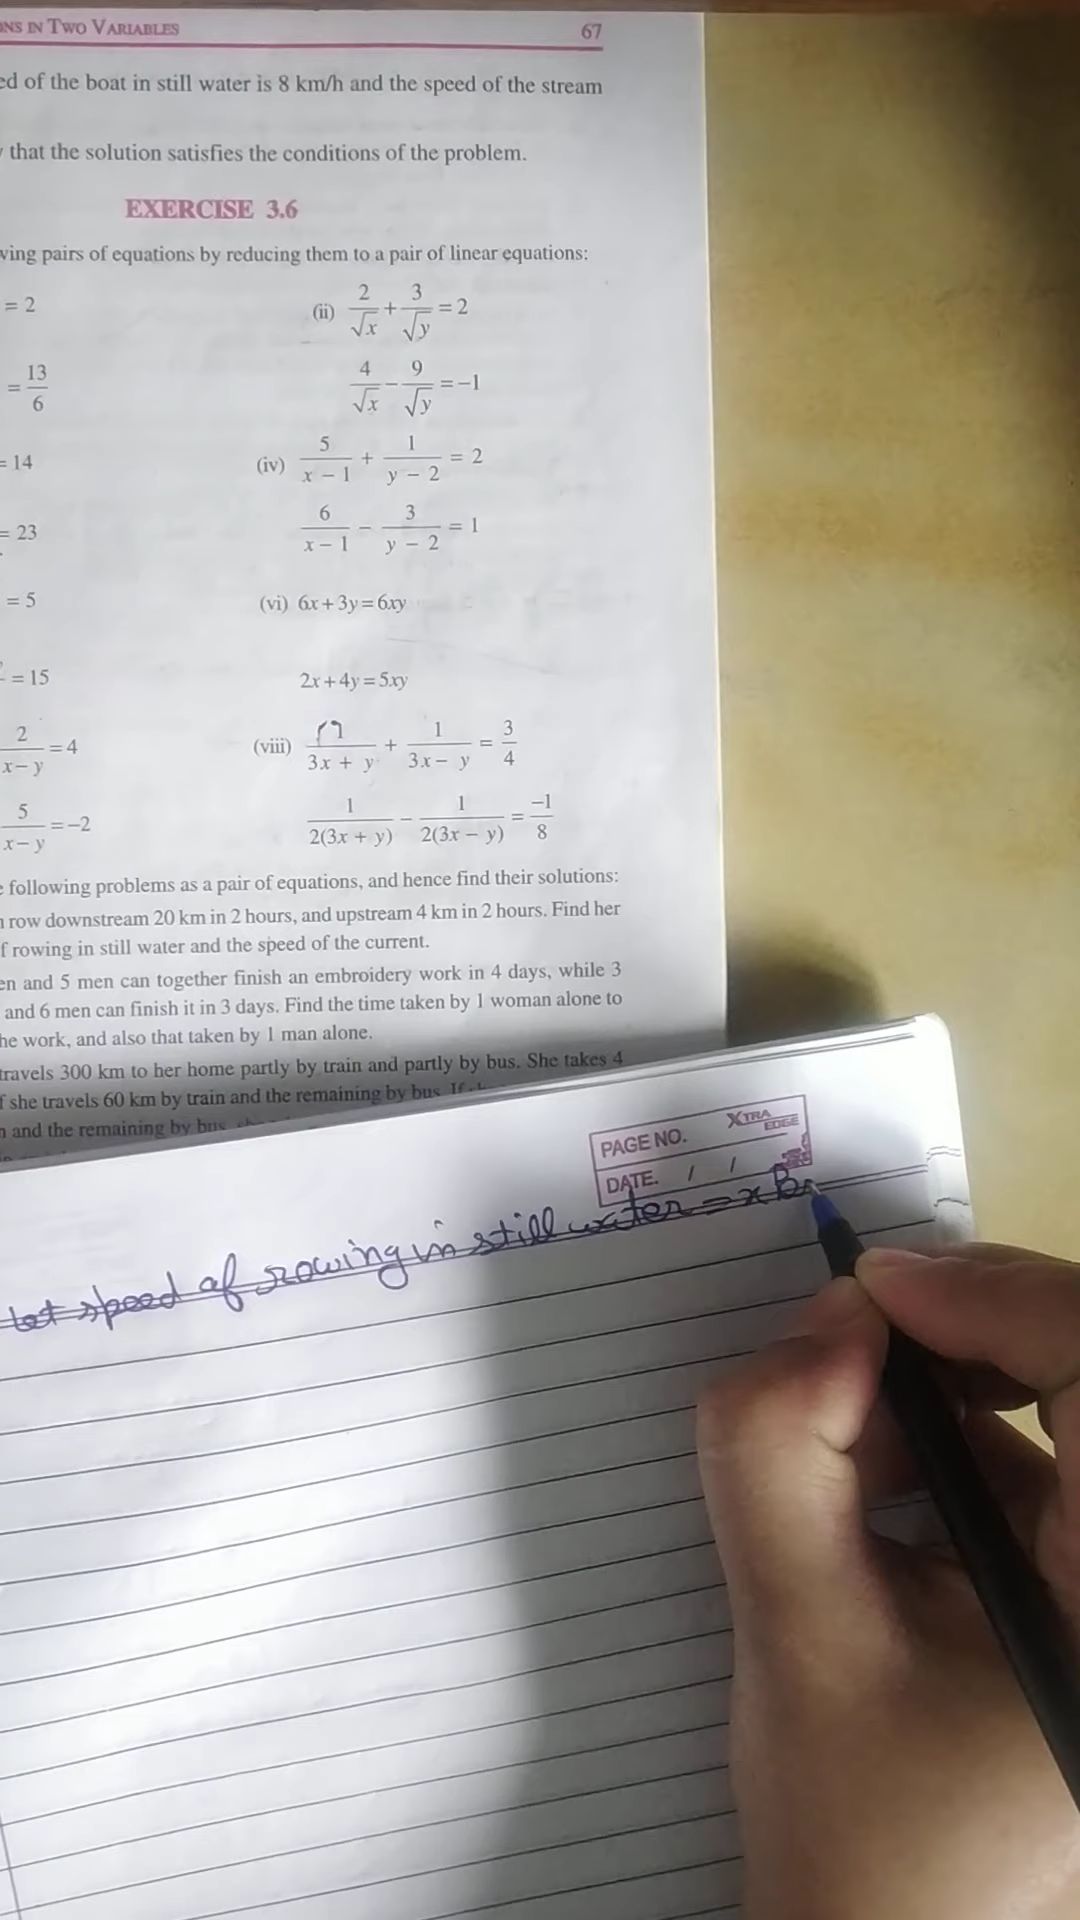 NS IN TWO VARIABLES 67
of the boat in still water is 8 km/h and the speed of the stream
that the solution satisfies the conditions of the problem.
EXERCISE 3.6
pairs of equations by reducing them to a pair of linear equations:
= 2 (ii) 2/√x + 3/√y = 2
= 13/6 4/√x − 9/√y = −1
= 14 (iv) 5/(x − 1) + 1/(y − 2) = 2
= 23 6/(x − 1) − 3/(y − 2) = 1
= 5 (vi) 6x + 3y = 6xy
= 15 2x + 4y = 5xy
2/(x − y) = 4 (viii) /(3x + y) + 1/(3x − y) = 3/4
5/(x − y) = −2 1/2(3x + y) − 1/2(3x − y) = −1/8
following problems as a pair of equations, and hence find their solutions:
row downstream 20 km in 2 hours, and upstream 4 km in 2 hours. Find her
f rowing in still water and the speed of the current.
en and 5 men can together finish an embroidery work in 4 days, while 3
and 6 men can finish it in 3 days. Find the time taken by 1 woman alone to
he work, and also that taken by 1 man alone.
travels 300 km to her home partly by train and partly by bus. She takes 4
f she travels 60 km by train and the remaining by bus. If
and the remaining by bus
PAGE NO. XTRA EDGE
DATE. / /
let speed of rowing in still water = x